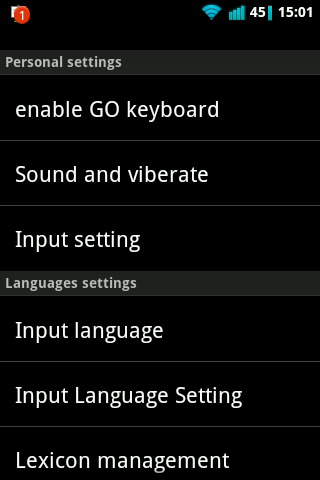 1 45 15:01
Personal settings
enable GO keyboard
Sound and viberate
Input setting
Languages settings
Input language
Input Language Setting
Lexicon management